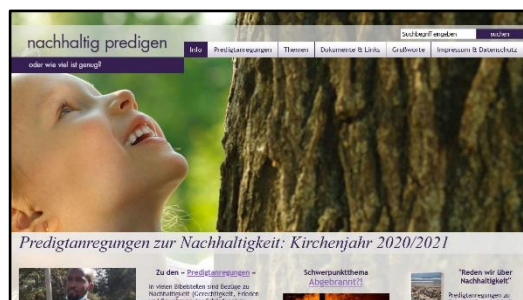 nachhaltig predigen
oder wie viel ist genug?
Suchbegriff eingeben
suchen
Info
Predigtanregungen
Themen
Dokumente & Links
Grußworte
Impressum & Datenschutz
Predigtanregungen zur Nachhaltigkeit: Kirchenjahr 2020/2021
Zu den « Predigtanregungen »
In vielen Bibelstellen sind Bezüge zu
Nachhaltigkeit (Gerechtigkeit, Frieden
Schwerpunktthema
Abgebrannt?!
"Reden wir über
Nachhaltigkeit"
Predigtanregungen zu